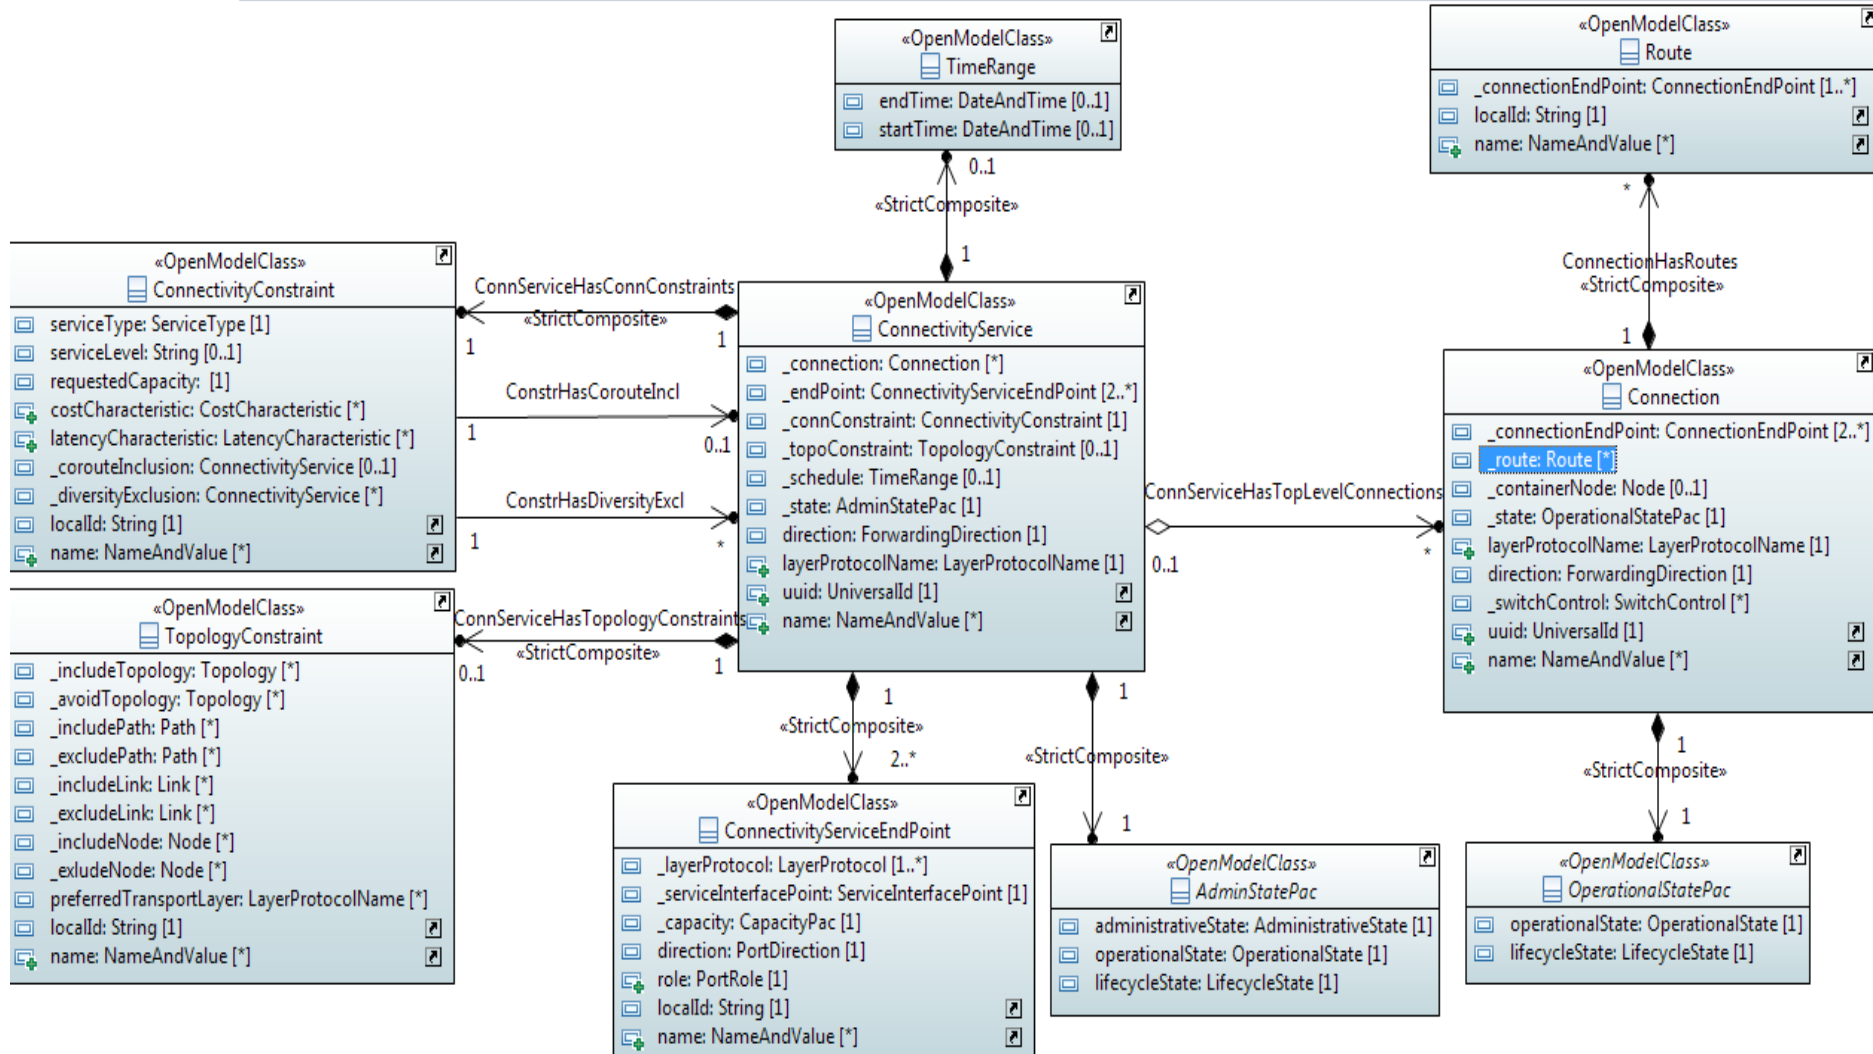 «OpenModelClass»
TimeRange
endTime: DateAndTime [0..1]
startTime: DateAndTime [0..1]
«OpenModelClass»
Route
_connectionEndPoint: ConnectionEndPoint [1..*]
localId: String [1]
name: NameAndValue [*]
0..1
«StrictComposite»
1
*
ConnectionHasRoutes
«StrictComposite»
1
«OpenModelClass»
ConnectivityConstraint
serviceType: ServiceType [1]
serviceLevel: String [0..1]
requestedCapacity: [1]
costCharacteristic: CostCharacteristic [*]
latencyCharacteristic: LatencyCharacteristic [*]
_corouteInclusion: ConnectivityService [0..1]
_diversityExclusion: ConnectivityService [*]
localId: String [1]
name: NameAndValue [*]
ConnServiceHasConnConstraints
«StrictComposite»
1
1
ConstrHasCorouteIncl
1
0..1
ConstrHasDiversityExcl
1
*
«OpenModelClass»
ConnectivityService
_connection: Connection [*]
_endPoint: ConnectivityServiceEndPoint [2..*]
_connConstraint: ConnectivityConstraint [1]
_topoConstraint: TopologyConstraint [0..1]
_schedule: TimeRange [0..1]
_state: AdminStatePac [1]
direction: ForwardingDirection [1]
layerProtocolName: LayerProtocolName [1]
uuid: UniversalId [1]
name: NameAndValue [*]
ConnServiceHasTopLevelConnections
0..1
*
«OpenModelClass»
Connection
_connectionEndPoint: ConnectionEndPoint [2..*]
_route: Route [*]
_containerNode: Node [0..1]
_state: OperationalStatePac [1]
layerProtocolName: LayerProtocolName [1]
direction: ForwardingDirection [1]
_switchControl: SwitchControl [*]
uuid: UniversalId [1]
name: NameAndValue [*]
«OpenModelClass»
TopologyConstraint
_includeTopology: Topology [*]
_avoidTopology: Topology [*]
_includePath: Path [*]
_excludePath: Path [*]
_includeLink: Link [*]
_excludeLink: Link [*]
_includeNode: Node [*]
_exludeNode: Node [*]
preferredTransportLayer: LayerProtocolName [*]
localId: String [1]
name: NameAndValue [*]
ConnServiceHasTopologyConstraints
«StrictComposite»
0..1
1
1
«StrictComposite»
2..*
1
«StrictComposite»
1
1
«StrictComposite»
1
«OpenModelClass»
ConnectivityServiceEndPoint
_layerProtocol: LayerProtocol [1..*]
_serviceInterfacePoint: ServiceInterfacePoint [1]
_capacity: CapacityPac [1]
direction: PortDirection [1]
role: PortRole [1]
localId: String [1]
name: NameAndValue [*]
«OpenModelClass»
AdminStatePac
administrativeState: AdministrativeState [1]
operationalState: OperationalState [1]
lifecycleState: LifecycleState [1]
«OpenModelClass»
OperationalStatePac
operationalState: OperationalState [1]
lifecycleState: LifecycleState [1]